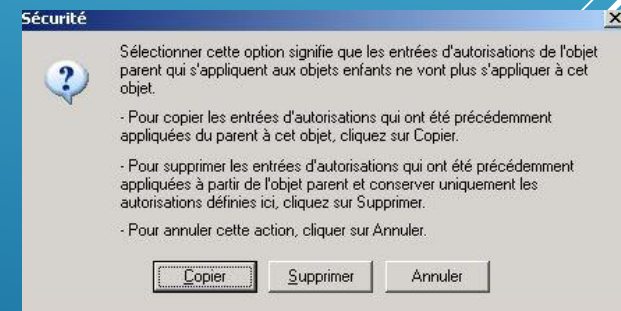 Sécurité
Sélectionner cette option signifie que les entrées d'autorisations de l'objet
parent qui s'appliquent aux objets enfants ne vont plus s'appliquer à cet
objet.
- Pour copier les entrées d'autorisations qui ont été précédemment
appliquées du parent à cet objet, cliquez sur Copier.
- Pour supprimer les entrées d'autorisations qui ont été précédemment
appliquées à partir de l'objet parent et conserver uniquement les
autorisations définies ici, cliquez sur Supprimer.
- Pour annuler cette action, cliquer sur Annuler.
Copier Supprimer Annuler